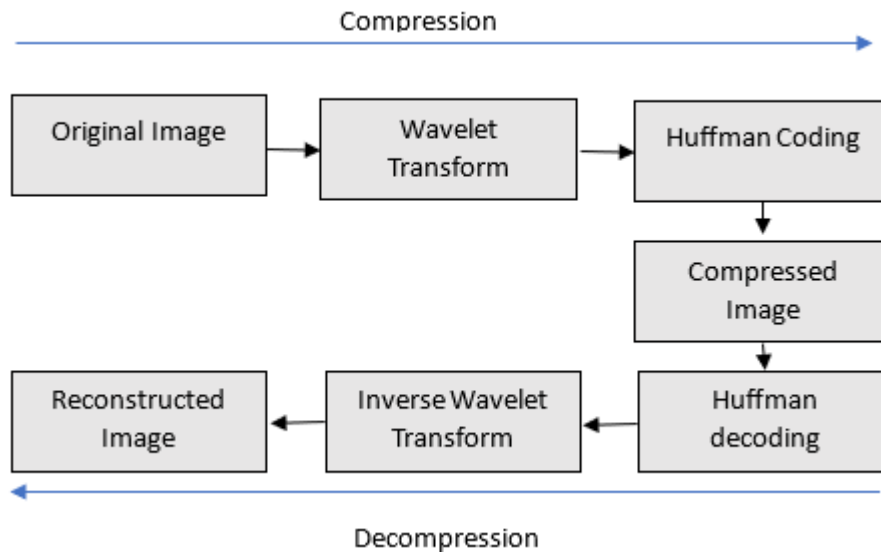 Compression
Original Image
Wavelet
Transform
Huffman Coding
Compressed
Image
Huffman
decoding
Inverse Wavelet
Transform
Reconstructed
Image
Decompression